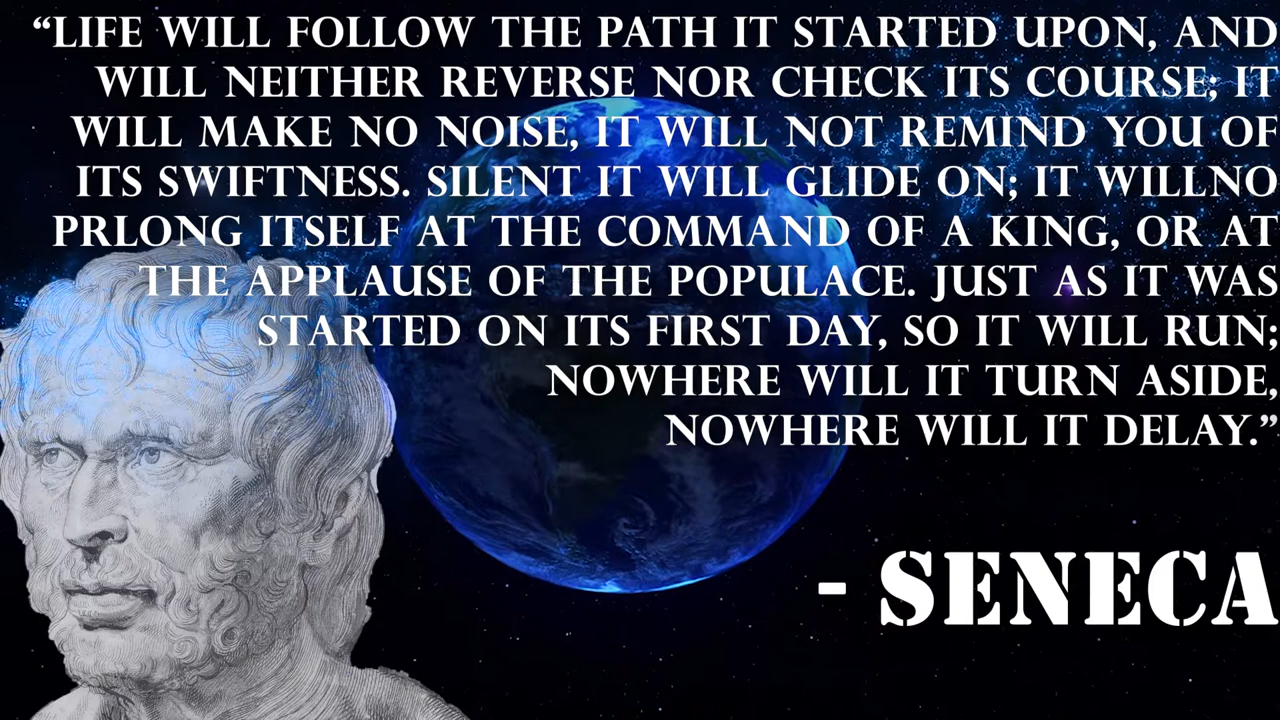 “LIFE WILL FOLLOW THE PATH IT STARTED UPON, AND
WILL NEITHER REVERSE NOR CHECK ITS COURSE; IT
WILL MAKE NO NOISE, IT WILL NOT REMIND YOU OF
ITS SWIFTNESS. SILENT IT WILL GLIDE ON; IT WILLNO
PRLONG ITSELF AT THE COMMAND OF A KING, OR AT
THE APPLAUSE OF THE POPULACE. JUST AS IT WAS
STARTED ON ITS FIRST DAY, SO IT WILL RUN;
NOWHERE WILL IT TURN ASIDE,
NOWHERE WILL IT DELAY.”
- SENECA